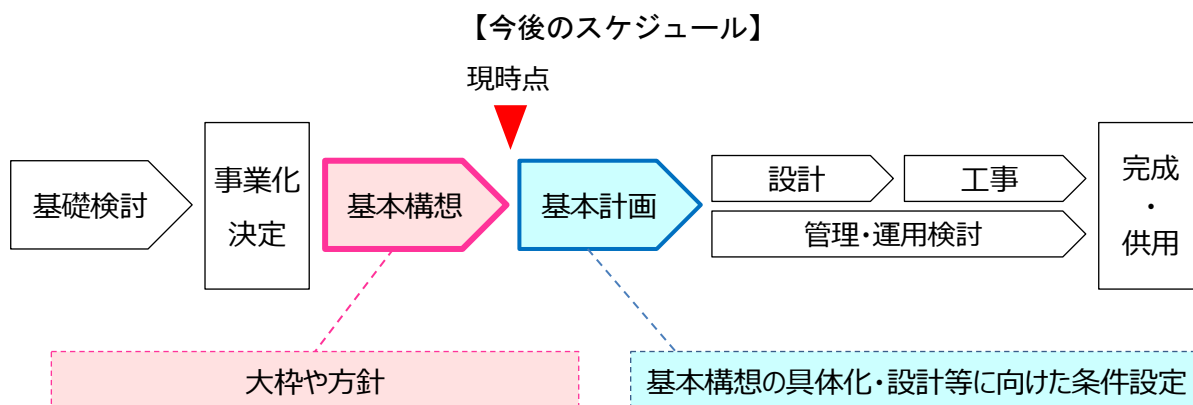 【今後のスケジュール】
現時点
基礎検討
事業化
決定
基本構想
基本計画
設計
工事
管理・運用検討
完成
・
供用
大枠や方針
基本構想の具体化・設計等に向けた条件設定